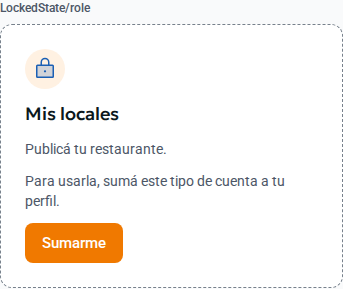 LockedState/role
Mis locales
Publicá tu restaurante.
Para usarla, sumá este tipo de cuenta a tu
perfil.
Sumarme